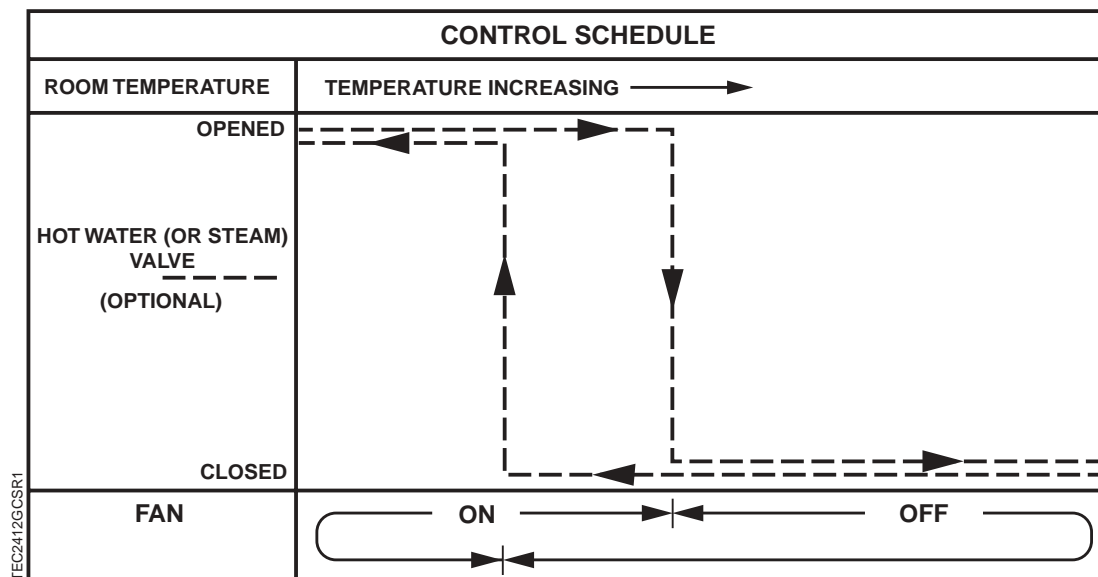 CONTROL SCHEDULE
ROOM TEMPERATURE
TEMPERATURE INCREASING
OPENED
HOT WATER (OR STEAM)
VALVE
(OPTIONAL)
CLOSED
FAN
ON
OFF
TEC2412GCSR1